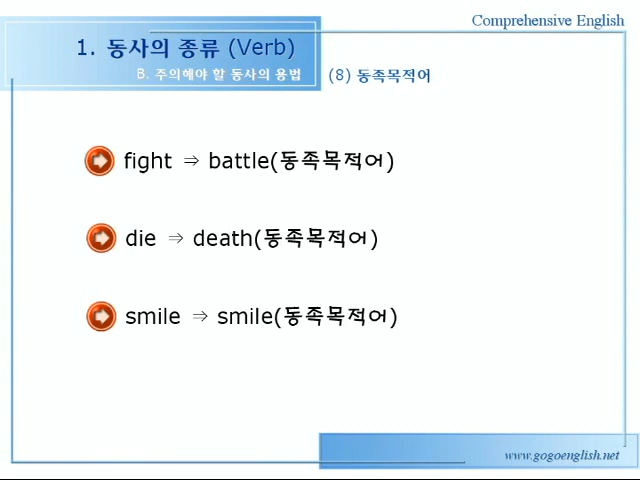 Comprehensive English
1. 동사의 종류 (Verb)
B. 주의해야 할 동사의 용법
(8) 동족목적어
fight ⇒ battle(동족목적어)
die ⇒ death(동족목적어)
smile ⇒ smile(동족목적어)
www.gogoenglish.net